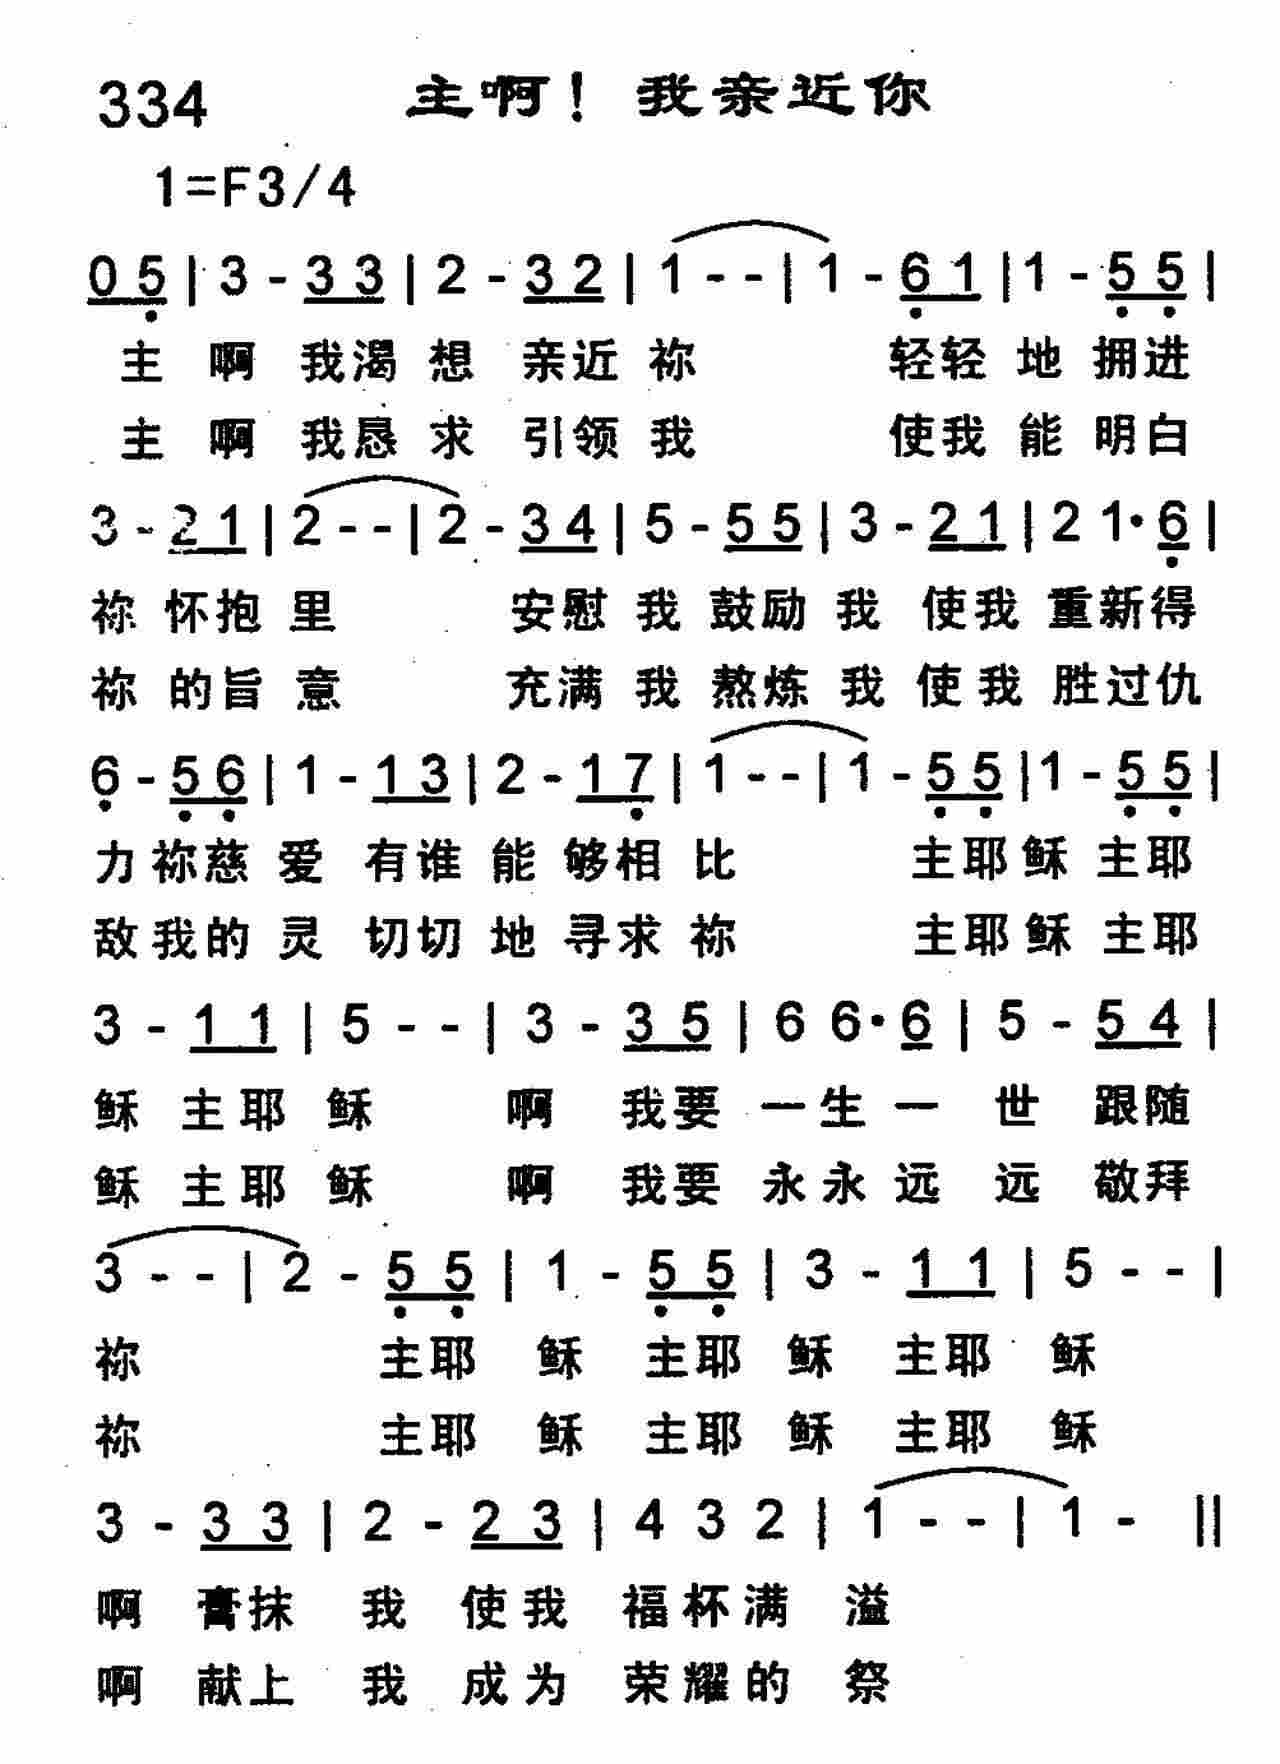 334 主啊！我亲近你
1=F3/4
0 5 | 3 - 3 3 | 2 - 3 2 | 1 - - | 1 - 6 1 | 1 - 5 5 |
主 啊 我渴 想 亲近 祢 轻轻 地 拥进
主 啊 我恳 求 引领 我 使我 能 明白
3 - 2 1 | 2 - - | 2 - 3 4 | 5 - 5 5 | 3 - 2 1 | 2 1· 6 |
祢 怀抱 里 安慰 我 鼓励 我 使我 重新得
祢 的旨 意 充满 我 熬炼 我 使我 胜过仇
6 - 5 6 | 1 - 1 3 | 2 - 1 7 | 1 - - | 1 - 5 5 | 1 - 5 5 |
力 祢慈 爱 有谁 能 够相 比 主耶 稣 主耶
敌 我的 灵 切切 地 寻求 祢 主耶 稣 主耶
3 - 1 1 | 5 - - | 3 - 3 5 | 6 6· 6 | 5 - 5 4 |
稣 主耶 稣 啊 我要 一生一 世 跟随
稣 主耶 稣 啊 我要 永永远 远 敬拜
3 - - | 2 - 5 5 | 1 - 5 5 | 3 - 1 1 | 5 - - |
祢 主耶 稣 主耶 稣 主耶 稣
祢 主耶 稣 主耶 稣 主耶 稣
3 - 3 3 | 2 - 2 3 | 4 3 2 | 1 - - | 1 - ||
啊 膏抹 我 使我 福杯满 溢
啊 献上 我 成为 荣耀的 祭